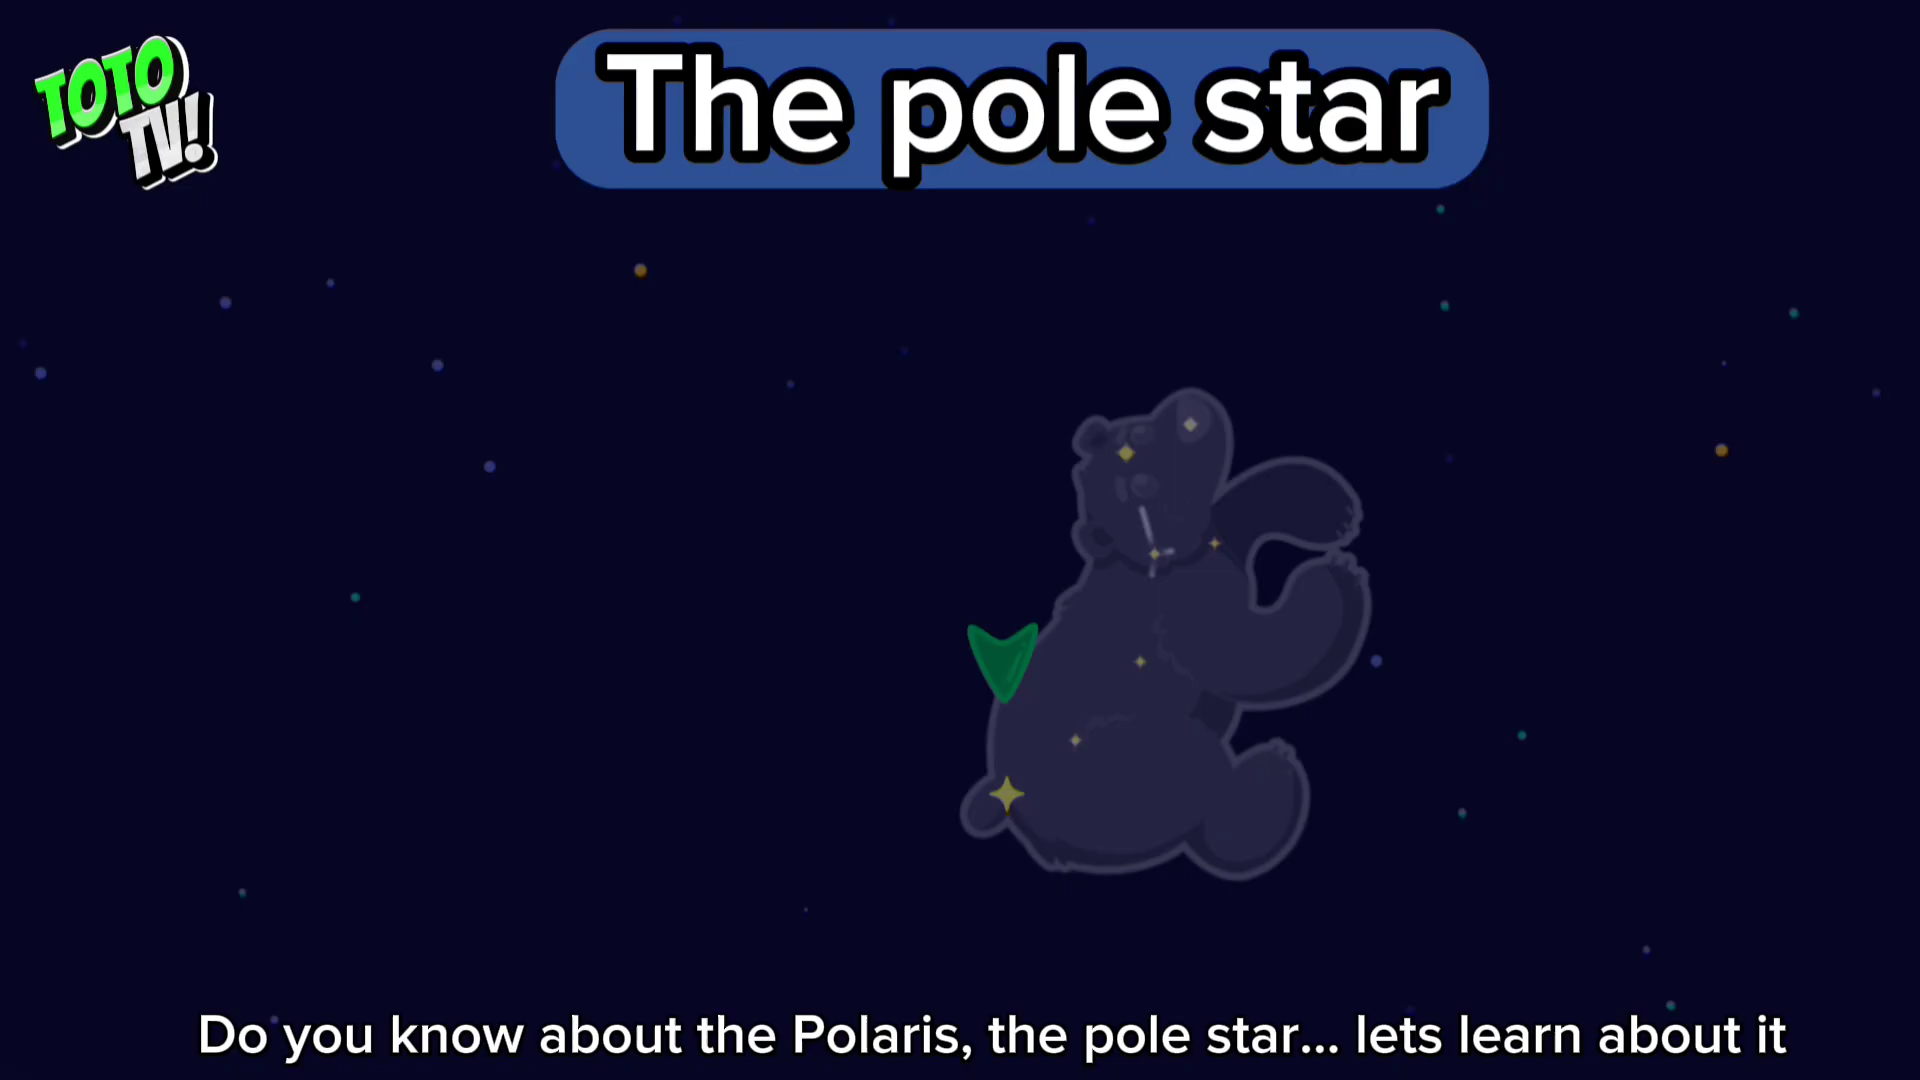 TOTO
TV!
The pole star
Do you know about the Polaris, the pole star... lets learn about it